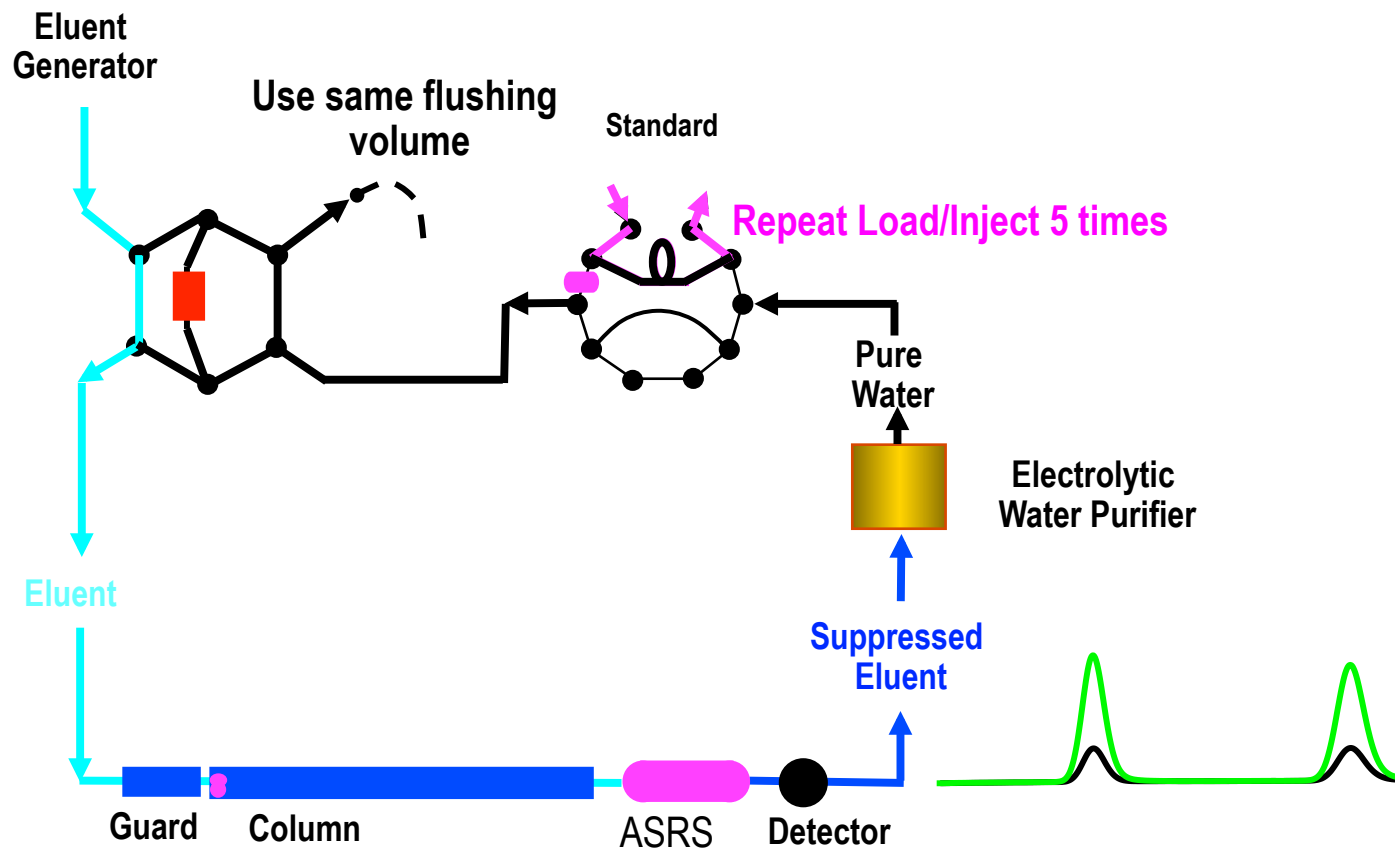 Eluent
Generator
Use same flushing
volume
Standard
Repeat Load/Inject 5 times
Pure
Water
Electrolytic
Water Purifier
Eluent
Suppressed
Eluent
Guard
Column
ASRS
Detector